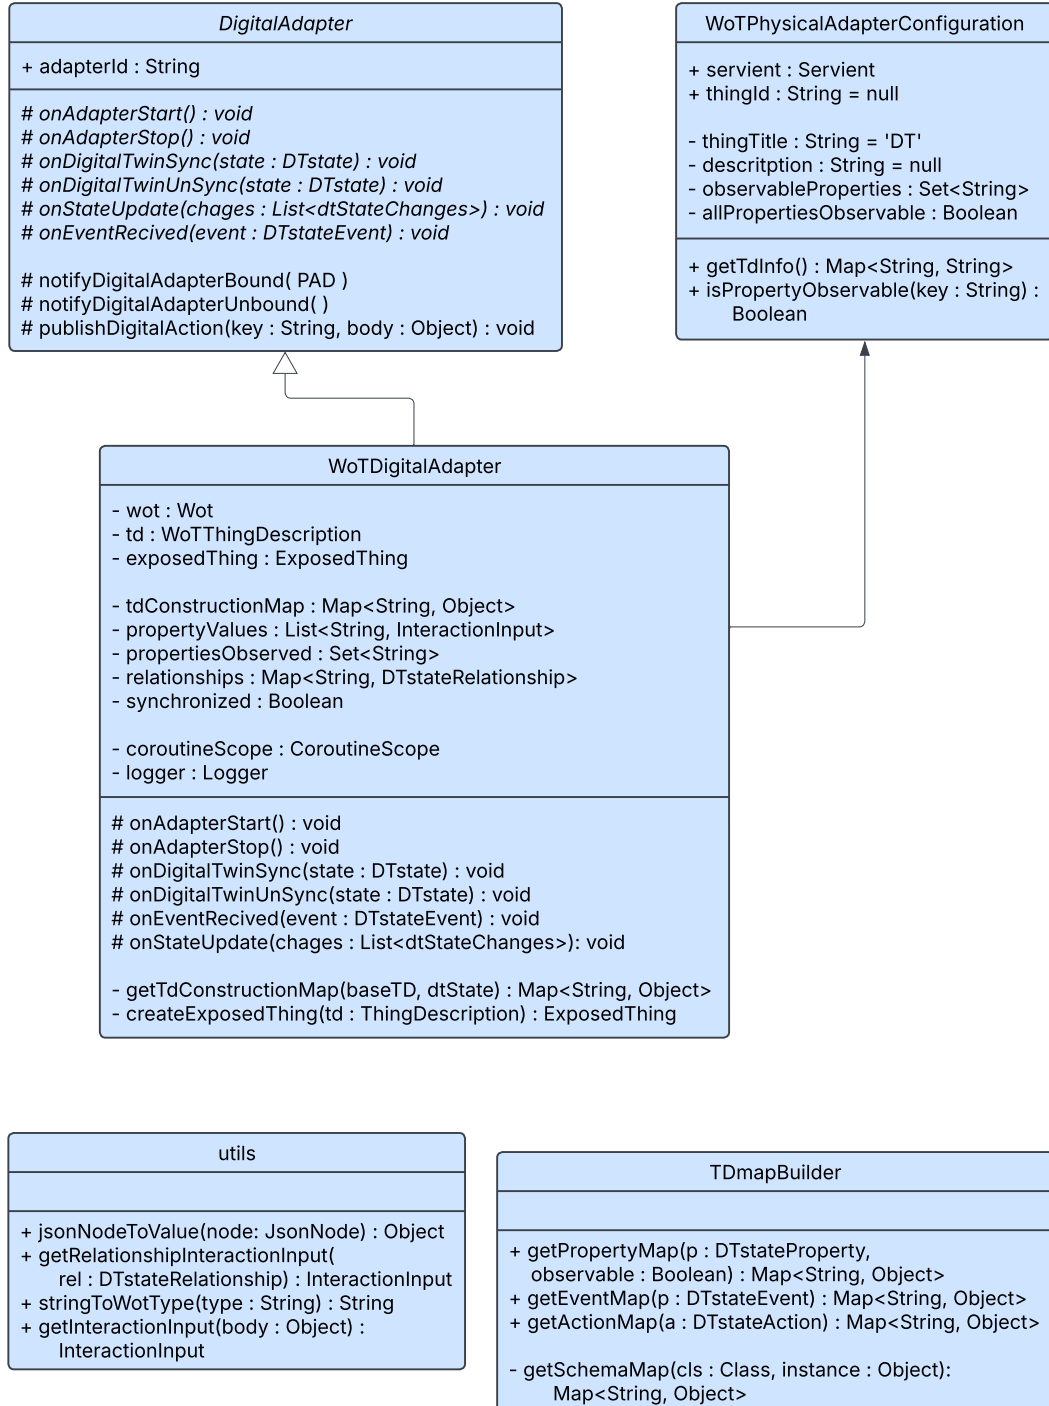 DigitalAdapter
+ adapterId : String
# onAdapterStart() : void
# onAdapterStop() : void
# onDigitalTwinSync(state : DTstate) : void
# onDigitalTwinUnSync(state : DTstate) : void
# onStateUpdate(chages : List<dtStateChanges>) : void
# onEventRecived(event : DTstateEvent) : void
# notifyDigitalAdapterBound( PAD )
# notifyDigitalAdapterUnbound( )
# publishDigitalAction(key : String, body : Object) : void
WoTPhysicalAdapterConfiguration
+ servient : Servient
+ thingId : String = null
- thingTitle : String = 'DT'
- descritption : String = null
- observableProperties : Set<String>
- allPropertiesObservable : Boolean
+ getTdInfo() : Map<String, String>
+ isPropertyObservable(key : String) :
Boolean
WoTDigitalAdapter
- wot : Wot
- td : WoTThingDescription
- exposedThing : ExposedThing
- tdConstructionMap : Map<String, Object>
- propertyValues : List<String, InteractionInput>
- propertiesObserved : Set<String>
- relationships : Map<String, DTstateRelationship>
- synchronized : Boolean
- coroutineScope : CoroutineScope
- logger : Logger
# onAdapterStart() : void
# onAdapterStop() : void
# onDigitalTwinSync(state : DTstate) : void
# onDigitalTwinUnSync(state : DTstate) : void
# onEventRecived(event : DTstateEvent) : void
# onStateUpdate(chages : List<dtStateChanges>): void
- getTdConstructionMap(baseTD, dtState) : Map<String, Object>
- createExposedThing(td : ThingDescription) : ExposedThing
utils
+ jsonNodeToValue(node: JsonNode) : Object
+ getRelationshipInteractionInput(
rel : DTstateRelationship) : InteractionInput
+ stringToWotType(type : String) : String
+ getInteractionInput(body : Object) :
InteractionInput
TDmapBuilder
+ getPropertyMap(p : DTstateProperty,
observable : Boolean) : Map<String, Object>
+ getEventMap(p : DTstateEvent) : Map<String, Object>
+ getActionMap(a : DTstateAction) : Map<String, Object>
- getSchemaMap(cls : Class, instance : Object):
Map<String, Object>